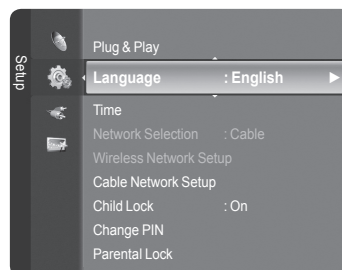 Setup
Plug & Play
Language : English
Time
Network Selection : Cable
Wireless Network Setup
Cable Network Setup
Child Lock : On
Change PIN
Parental Lock